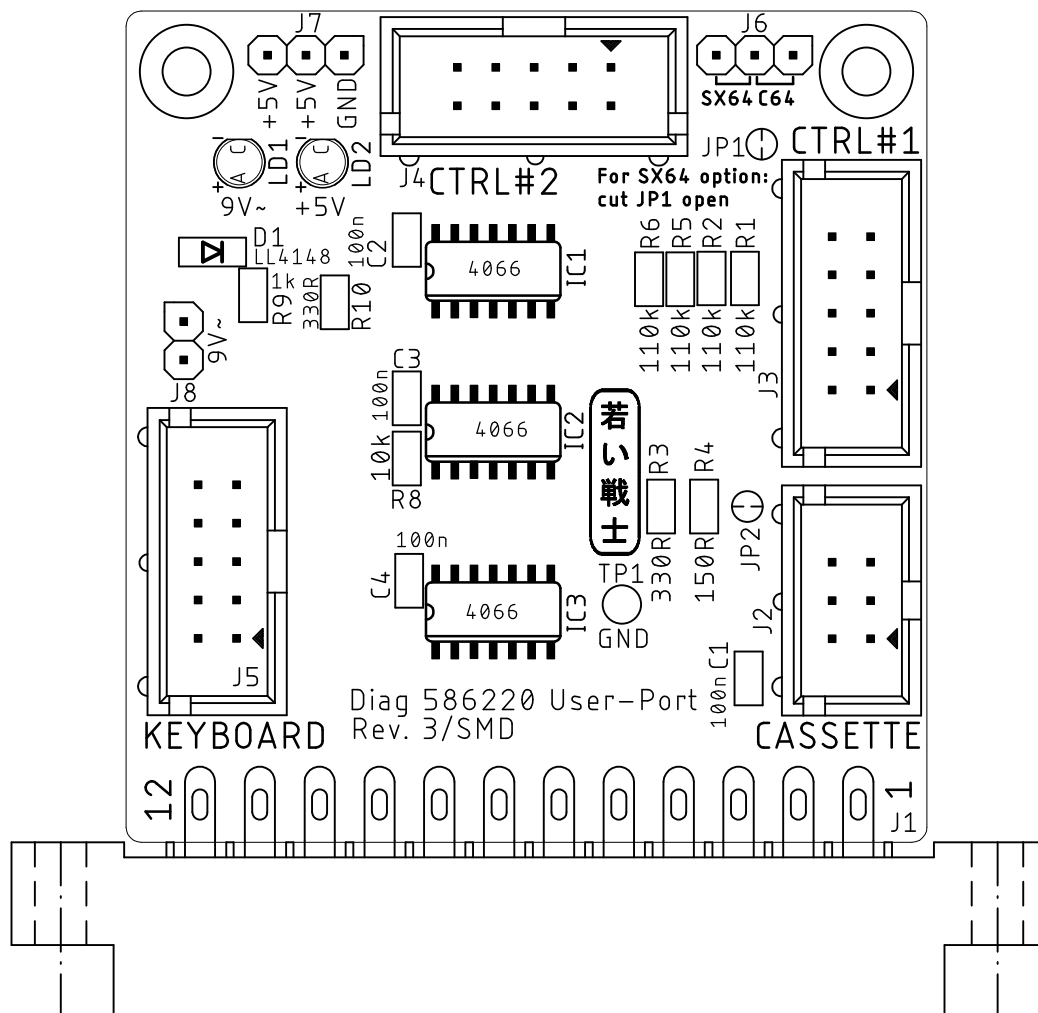 J7
J6
+5V
+5V
GND
SX64 C64
LD1
LD2
A C
A C
9V~
+5V
J4
CTRL#2
JP1
CTRL#1
For SX64 option:
cut JP1 open
D1
LL4148
1k
R9
330R
R10
100n
C2
4066
IC1
R6
R5
R2
R1
110k
110k
110k
110k
J3
9V~
J8
C3
100n
10k
R8
4066
IC2
若い戦士
R3
R4
330R
150R
JP2
100n
C4
4066
IC3
TP1
GND
J2
C1
100n
J5
KEYBOARD
Diag 586220 User-Port
Rev. 3/SMD
CASSETTE
12
1
J1